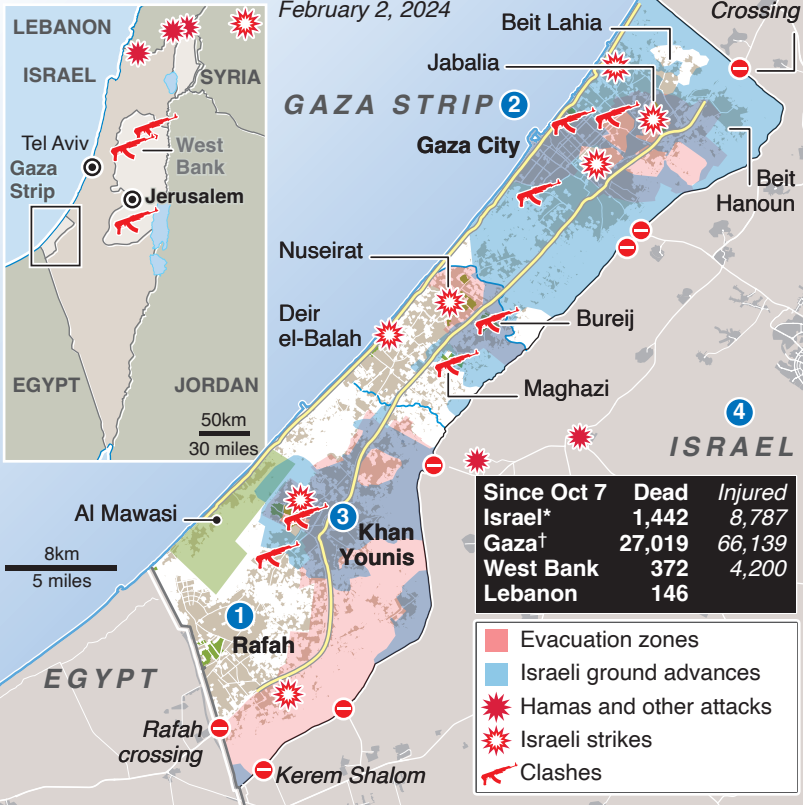 February 2, 2024
Crossing
LEBANON
ISRAEL
SYRIA
Tel Aviv
West
Bank
Gaza
Strip
Jerusalem
EGYPT
JORDAN
50km
30 miles
Beit Lahia
Jabalia
GAZA STRIP 2
Gaza City
Beit
Hanoun
Nuseirat
Deir
el-Balah
Bureij
Maghazi
4
ISRAEL
Al Mawasi
3
Khan
Younis
8km
5 miles
1
Rafah
EGYPT
Rafah
crossing
Kerem Shalom
Since Oct 7 Dead Injured
Israel* 1,442 8,787
Gaza† 27,019 66,139
West Bank 372 4,200
Lebanon 146
Evacuation zones
Israeli ground advances
Hamas and other attacks
Israeli strikes
Clashes